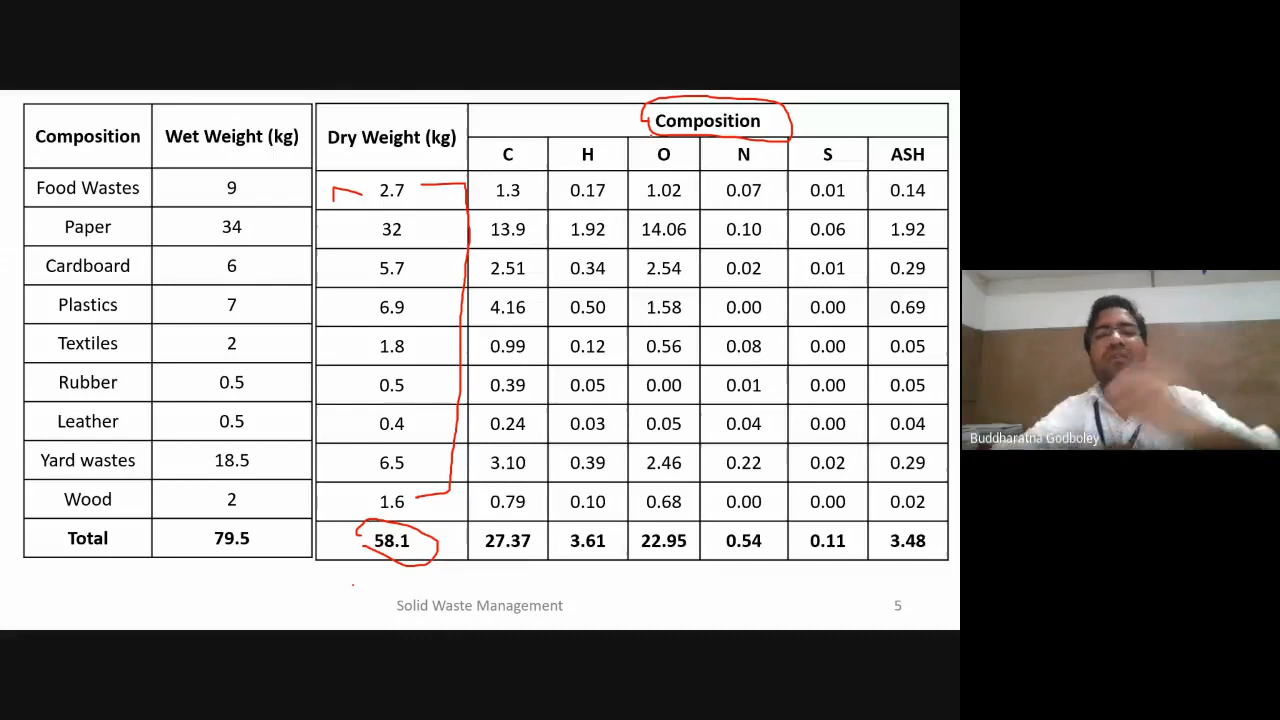 Composition Wet Weight (kg) Dry Weight (kg) Composition
C H O N S ASH
Food Wastes 9 2.7 1.3 0.17 1.02 0.07 0.01 0.14
Paper 34 32 13.9 1.92 14.06 0.10 0.06 1.92
Cardboard 6 5.7 2.51 0.34 2.54 0.02 0.01 0.29
Plastics 7 6.9 4.16 0.50 1.58 0.00 0.00 0.69
Textiles 2 1.8 0.99 0.12 0.56 0.08 0.00 0.05
Rubber 0.5 0.5 0.39 0.05 0.00 0.01 0.00 0.05
Leather 0.5 0.4 0.24 0.03 0.05 0.04 0.00 0.04
Yard wastes 18.5 6.5 3.10 0.39 2.46 0.22 0.02 0.29
Wood 2 1.6 0.79 0.10 0.68 0.00 0.00 0.02
Total 79.5 58.1 27.37 3.61 22.95 0.54 0.11 3.48
Solid Waste Management 5
Buddharatna Godboley